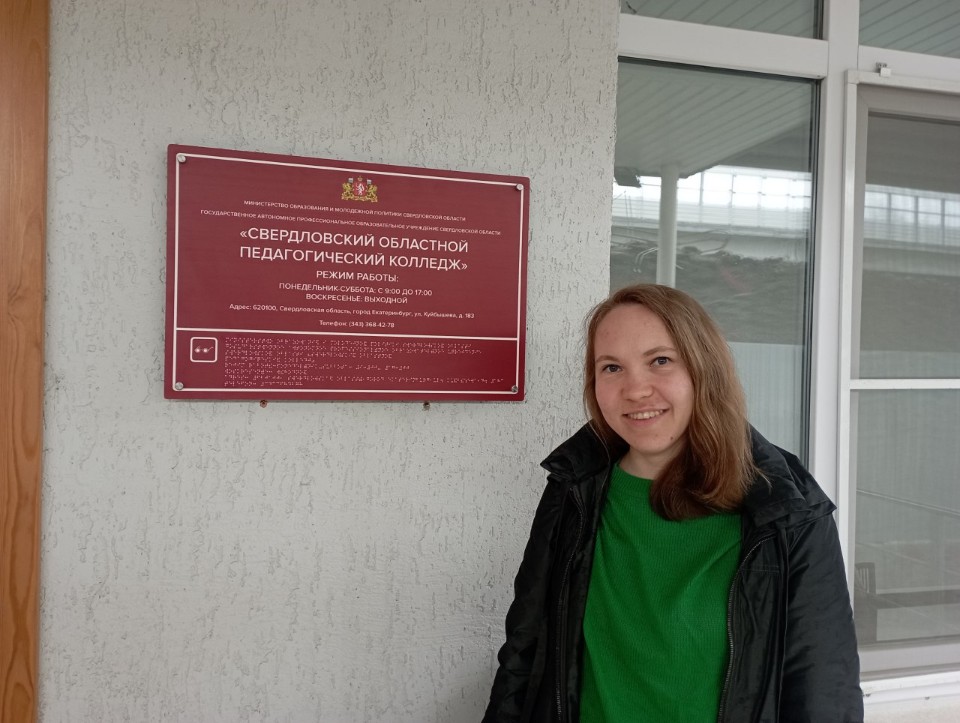 МИНИСТЕРСТВО ОБРАЗОВАНИЯ И МОЛОДЕЖНОЙ ПОЛИТИКИ СВЕРДЛОВСКОЙ ОБЛАСТИ
ГОСУДАРСТВЕННОЕ АВТОНОМНОЕ ПРОФЕССИОНАЛЬНОЕ ОБРАЗОВАТЕЛЬНОЕ УЧРЕЖДЕНИЕ СВЕРДЛОВСКОЙ ОБЛАСТИ
«СВЕРДЛОВСКИЙ ОБЛАСТНОЙ
ПЕДАГОГИЧЕСКИЙ КОЛЛЕДЖ»
РЕЖИМ РАБОТЫ:
ПОНЕДЕЛЬНИК-СУББОТА: С 9:00 ДО 17:00
ВОСКРЕСЕНЬЕ: ВЫХОДНОЙ
Адрес: 620100, Свердловская область, город Екатеринбург, ул. Куйбышева, д. 183
Телефон: (343) 368-42-78